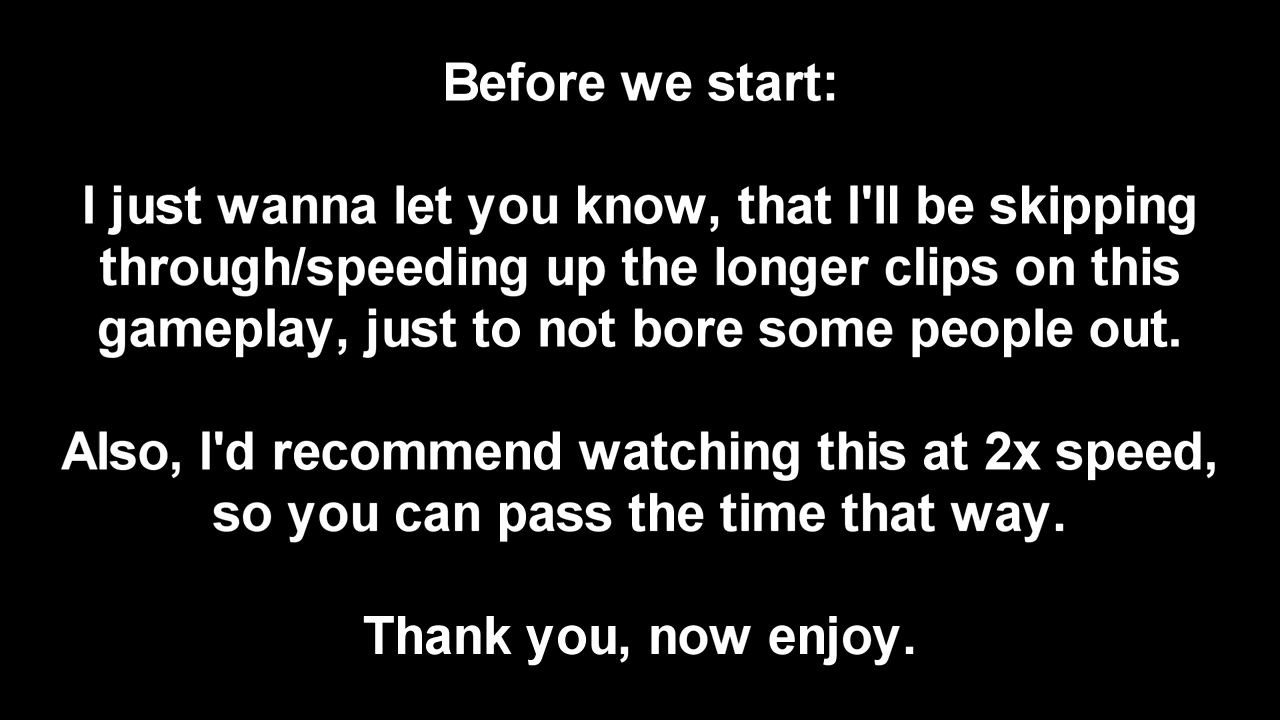 Before we start:
I just wanna let you know, that I'll be skipping
through/speeding up the longer clips on this
gameplay, just to not bore some people out.
Also, I'd recommend watching this at 2x speed,
so you can pass the time that way.
Thank you, now enjoy.